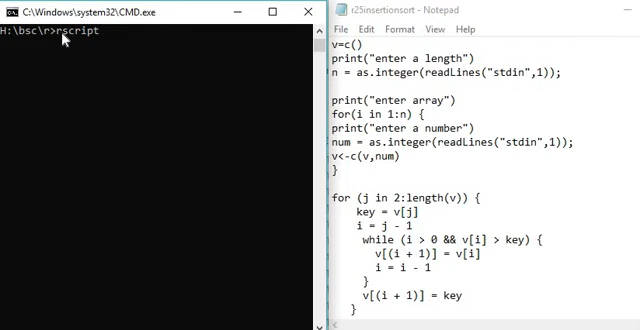 C:\Windows\system32\CMD.exe
H:\bsc\r>rscript
r25insertionsort - Notepad
File Edit Format View Help
v=c()
print("enter a length")
n = as.integer(readLines("stdin",1));
print("enter array")
for(i in 1:n) {
print("enter a number")
num = as.integer(readLines("stdin",1));
v<-c(v,num)
}
for (j in 2:length(v)) {
key = v[j]
i = j - 1
while (i > 0 && v[i] > key) {
v[(i + 1)] = v[i]
i = i - 1
}
v[(i + 1)] = key
}